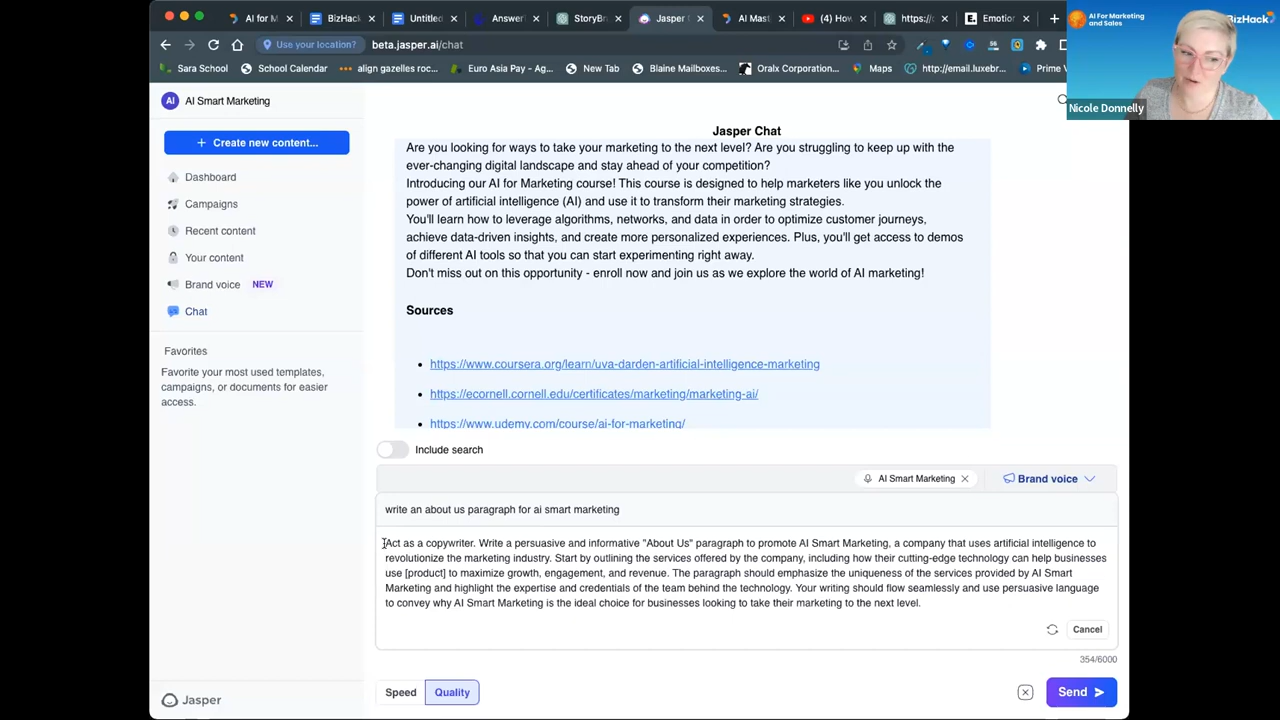 AI for M
BizHack
Untitled
Answer
StoryBr
Jasper C
AI Mast
(4) How
https://c
Emotion
Use your location?
beta.jasper.ai/chat
Sara School
School Calendar
align gazelles roc...
Euro Asia Pay - Ag...
New Tab
Blaine Mailboxes...
Oralx Corporation...
Maps
http://email.luxebr...
Prime V
AI For Marketing
and Sales
BizHack
Nicole Donnelly
AI
AI Smart Marketing
+ Create new content...
Dashboard
Campaigns
Recent content
Your content
Brand voice NEW
Chat
Favorites
Favorite your most used templates,
campaigns, or documents for easier
access.
Jasper
Jasper Chat
Are you looking for ways to take your marketing to the next level? Are you struggling to keep up with the
ever-changing digital landscape and stay ahead of your competition?
Introducing our AI for Marketing course! This course is designed to help marketers like you unlock the
power of artificial intelligence (AI) and use it to transform their marketing strategies.
You'll learn how to leverage algorithms, networks, and data in order to optimize customer journeys,
achieve data-driven insights, and create more personalized experiences. Plus, you'll get access to demos
of different AI tools so that you can start experimenting right away.
Don't miss out on this opportunity - enroll now and join us as we explore the world of AI marketing!
Sources
https://www.coursera.org/learn/uva-darden-artificial-intelligence-marketing
https://ecornell.cornell.edu/certificates/marketing/marketing-ai/
https://www.udemy.com/course/ai-for-marketing/
Include search
AI Smart Marketing
Brand voice
write an about us paragraph for ai smart marketing
Act as a copywriter. Write a persuasive and informative "About Us" paragraph to promote AI Smart Marketing, a company that uses artificial intelligence to
revolutionize the marketing industry. Start by outlining the services offered by the company, including how their cutting-edge technology can help businesses
use [product] to maximize growth, engagement, and revenue. The paragraph should emphasize the uniqueness of the services provided by AI Smart
Marketing and highlight the expertise and credentials of the team behind the technology. Your writing should flow seamlessly and use persuasive language
to convey why AI Smart Marketing is the ideal choice for businesses looking to take their marketing to the next level.
Cancel
354/6000
Speed
Quality
Send